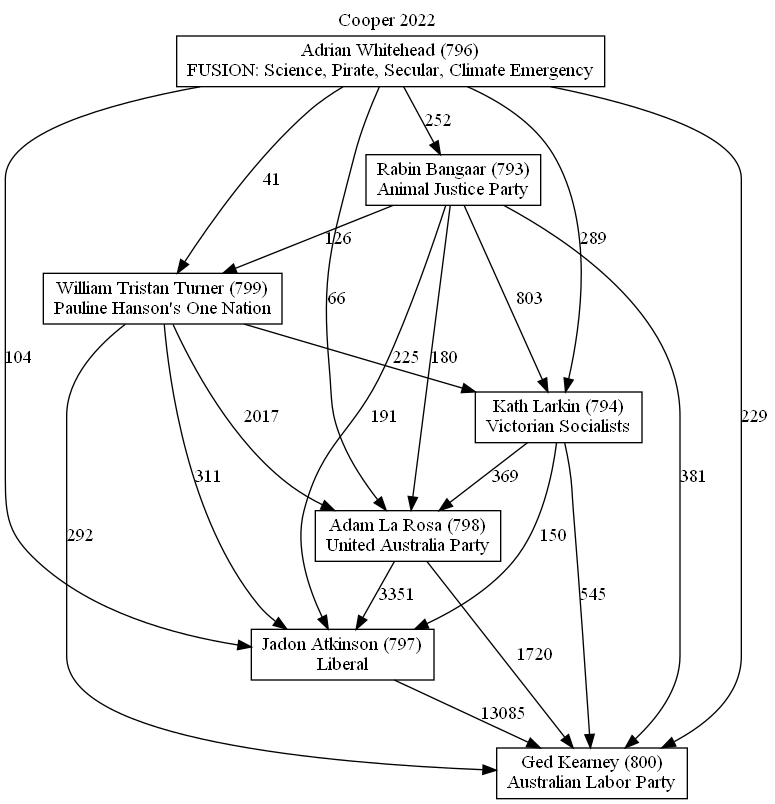 Cooper 2022
Adrian Whitehead (796)
FUSION: Science, Pirate, Secular, Climate Emergency
252
Rabin Bangaar (793)
Animal Justice Party
41
126
289
William Tristan Turner (799)
Pauline Hanson's One Nation
66
803
104
225
180
Kath Larkin (794)
Victorian Socialists
229
2017
191
311
369
381
Adam La Rosa (798)
United Australia Party
292
150
3351
545
Jadon Atkinson (797)
Liberal
1720
13085
Ged Kearney (800)
Australian Labor Party